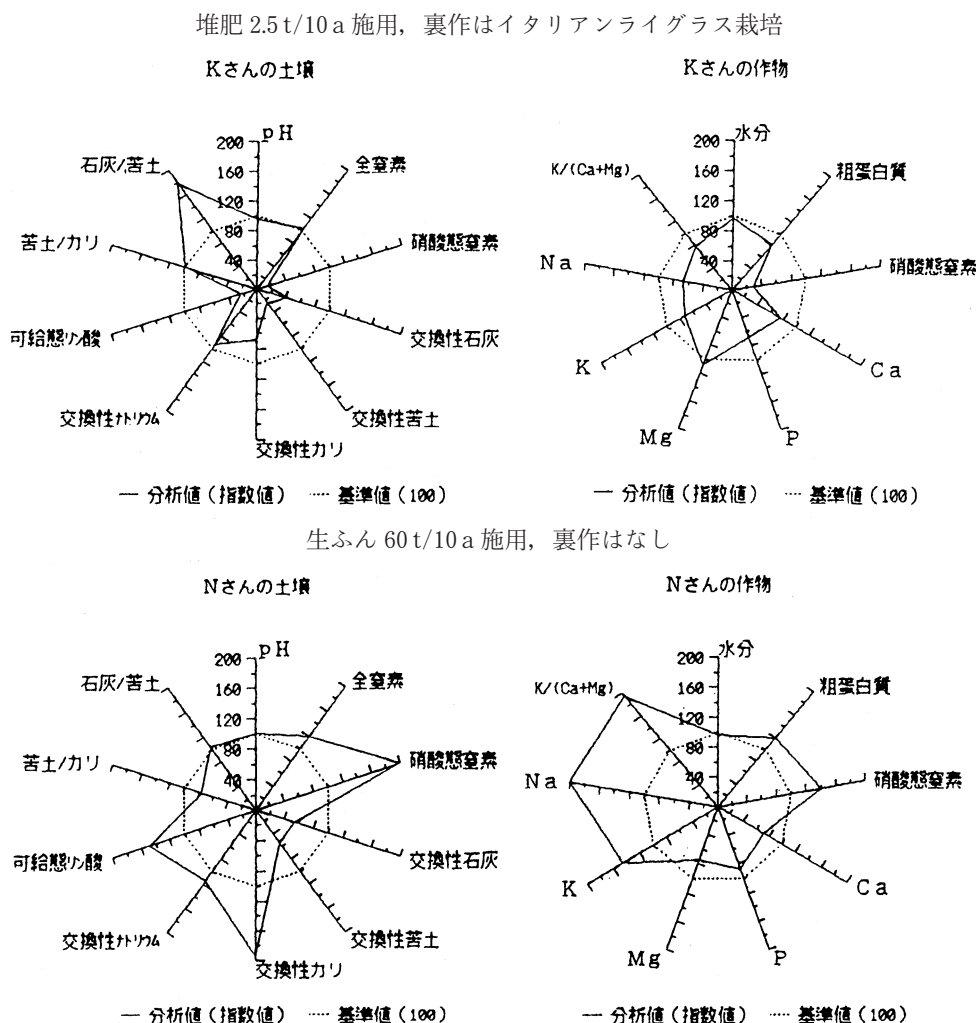 堆肥 2.5 t/10 a 施用，裏作はイタリアンライグラス栽培
Kさんの土壌
pH
200
160
120
80
40
全窒素
硝酸態窒素
交換性石灰
交換性苦土
交換性カリ
交換性ナトリウム
可給態リン酸
苦土/カリ
石灰/苦土
— 分析値（指数値） ‥‥ 基準値（100）
Kさんの作物
水分
200
160
120
80
40
粗蛋白質
硝酸態窒素
Ca
P
Mg
K
Na
K/(Ca+Mg)
— 分析値（指数値） ‥‥ 基準値（100）
生ふん 60 t/10 a 施用，裏作はなし
Nさんの土壌
pH
200
160
120
80
40
全窒素
硝酸態窒素
交換性石灰
交換性苦土
交換性カリ
交換性ナトリウム
可給態リン酸
苦土/カリ
石灰/苦土
— 分析値（指数値） ‥‥ 基準値（100）
Nさんの作物
水分
200
160
120
80
40
粗蛋白質
硝酸態窒素
Ca
P
Mg
K
Na
K/(Ca+Mg)
— 分析値（指数値） ‥‥ 基準値（100）